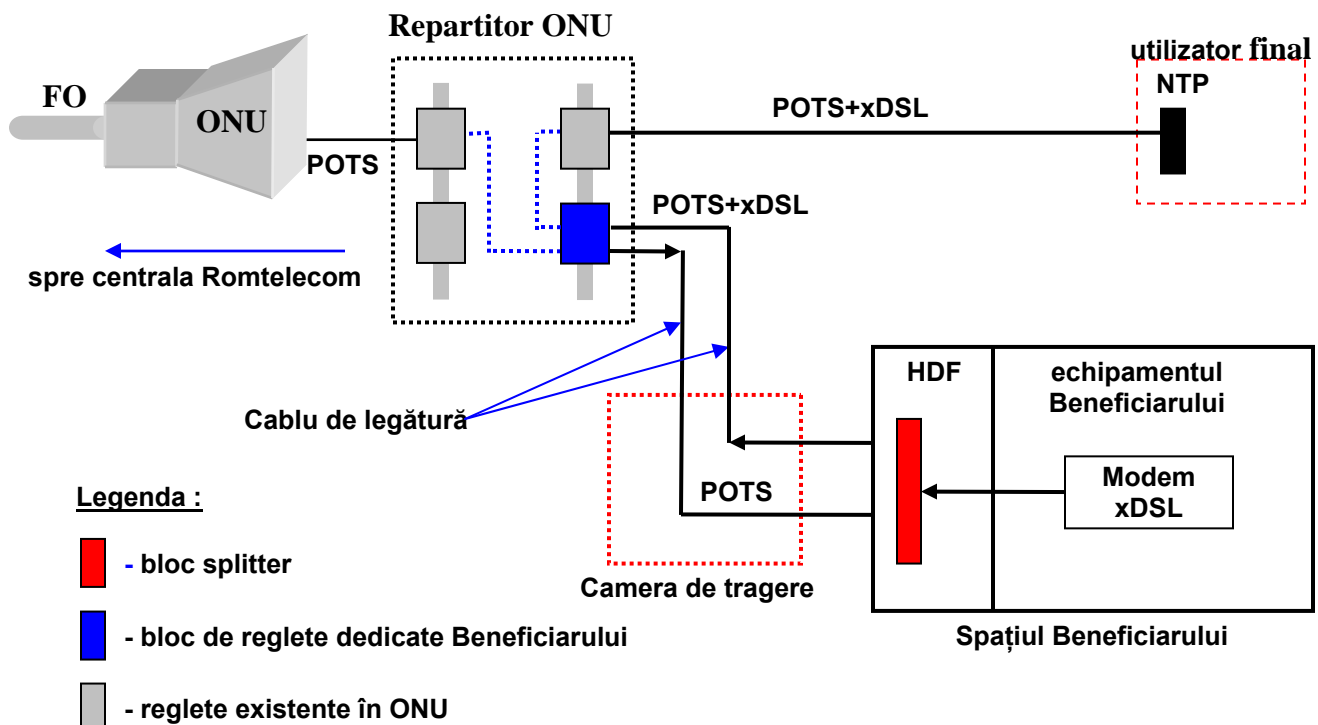 Repartitor ONU
utilizator final
NTP
FO
ONU
POTS+xDSL
POTS
POTS+xDSL
spre centrala Romtelecom
HDF
echipamentul
Beneficiarului
Cablu de legătură
Modem
xDSL
POTS
Legenda :
Camera de tragere
- bloc splitter
Spațiul Beneficiarului
- bloc de reglete dedicate Beneficiarului
- reglete existente în ONU